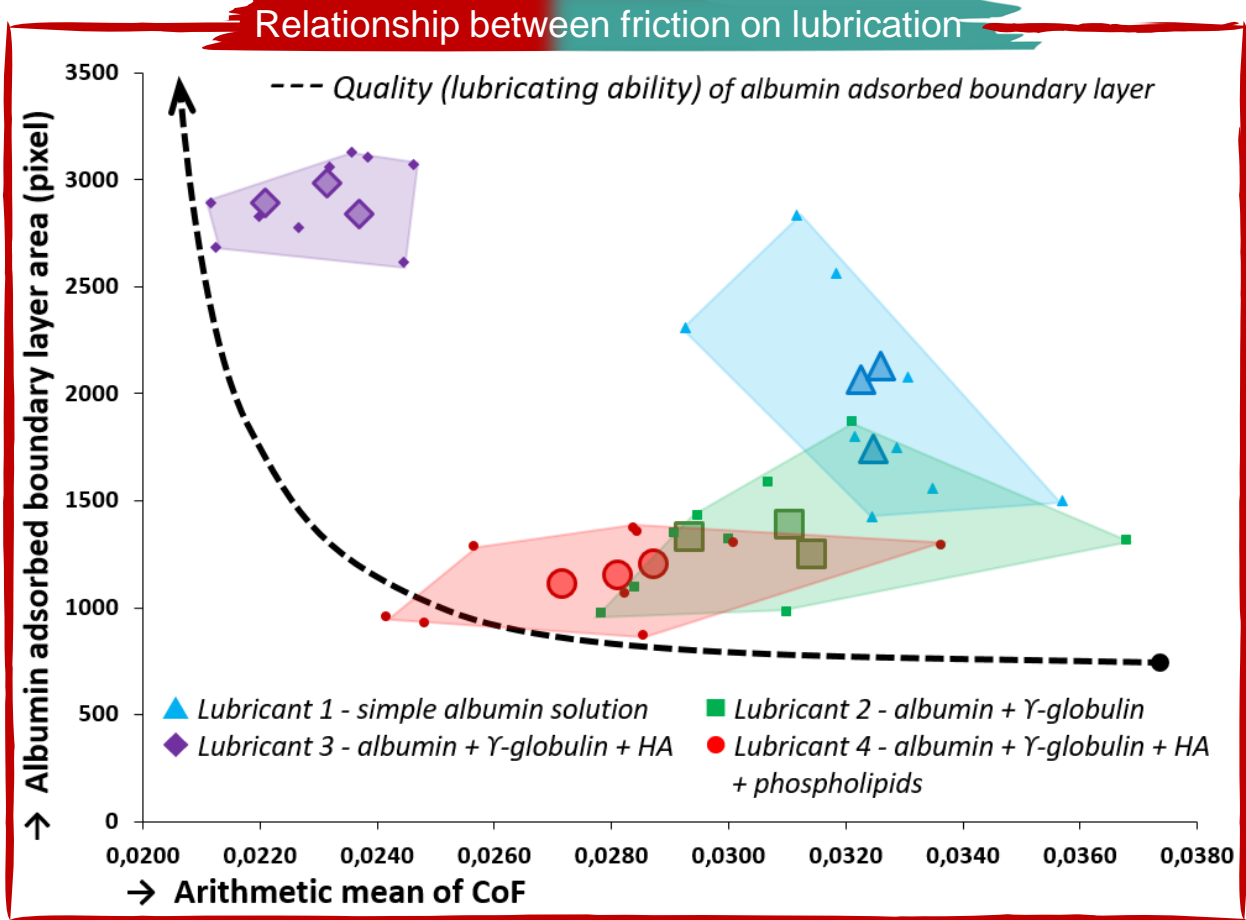 Relationship between friction on lubrication
--- Quality (lubricating ability) of albumin adsorbed boundary layer
→ Albumin adsorbed boundary layer area (pixel)
3500
3000
2500
2000
1500
1000
500
0
Lubricant 1 - simple albumin solution
Lubricant 2 - albumin + ϒ-globulin
Lubricant 3 - albumin + ϒ-globulin + HA
Lubricant 4 - albumin + ϒ-globulin + HA
+ phospholipids
0,0200 0,0220 0,0240 0,0260 0,0280 0,0300 0,0320 0,0340 0,0360 0,0380
→ Arithmetic mean of CoF